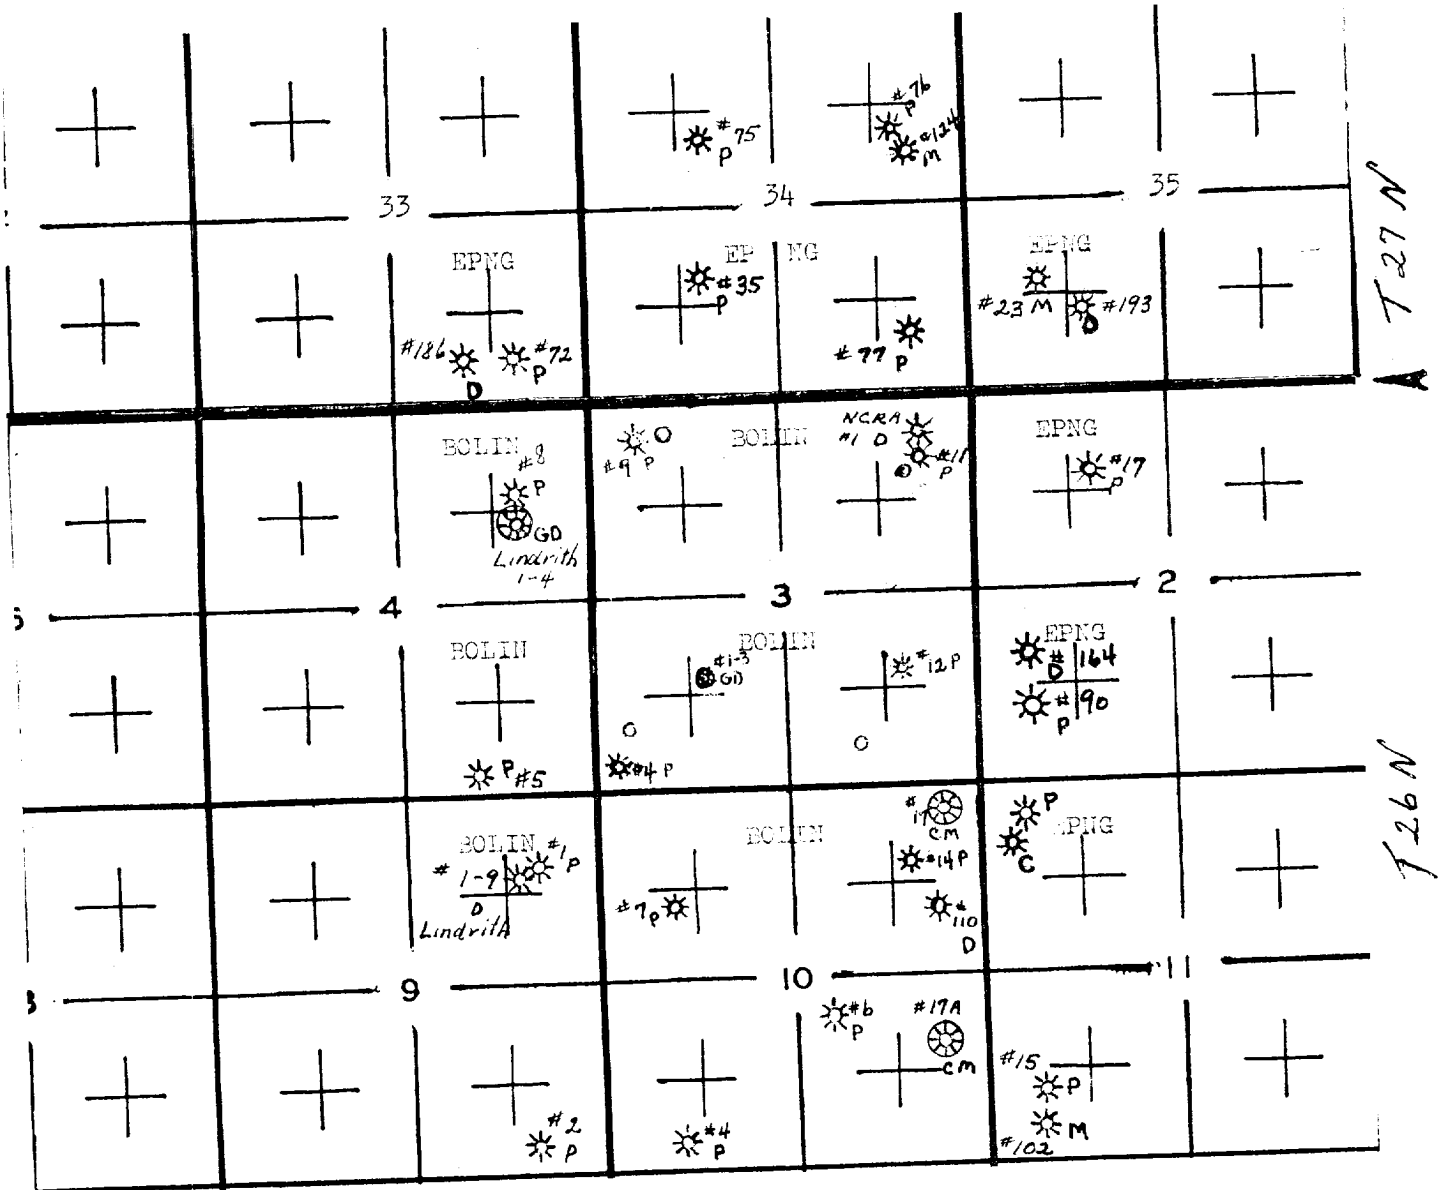 #76
P
#75
P
#124
M
33
34
35
T 27 N
EPNG
EP NG
EPNG
#35
P
#23 M
#193
D
#186
D
#72
P
#77 P
BOLIN
#8
P
GD
Lindrith
1-4
#9 P
BOLIN
NCRA
#1 D
#11
P
EPNG
#17
P
4
3
2
BOLIN
BOLIN
EPNG
#1-3
GD
#12 P
# 164
D
# 90
P
P #5
#4 P
T 26 N
BOLIN
#1 P
# 1-9
D
Lindrith
BOLIN
#17
CM
#14 P
#7 P
#110
D
P
EPNG
C
9
10
11
#6
P
#17A
CM
#15
P
M
#102
#2
P
#4
P